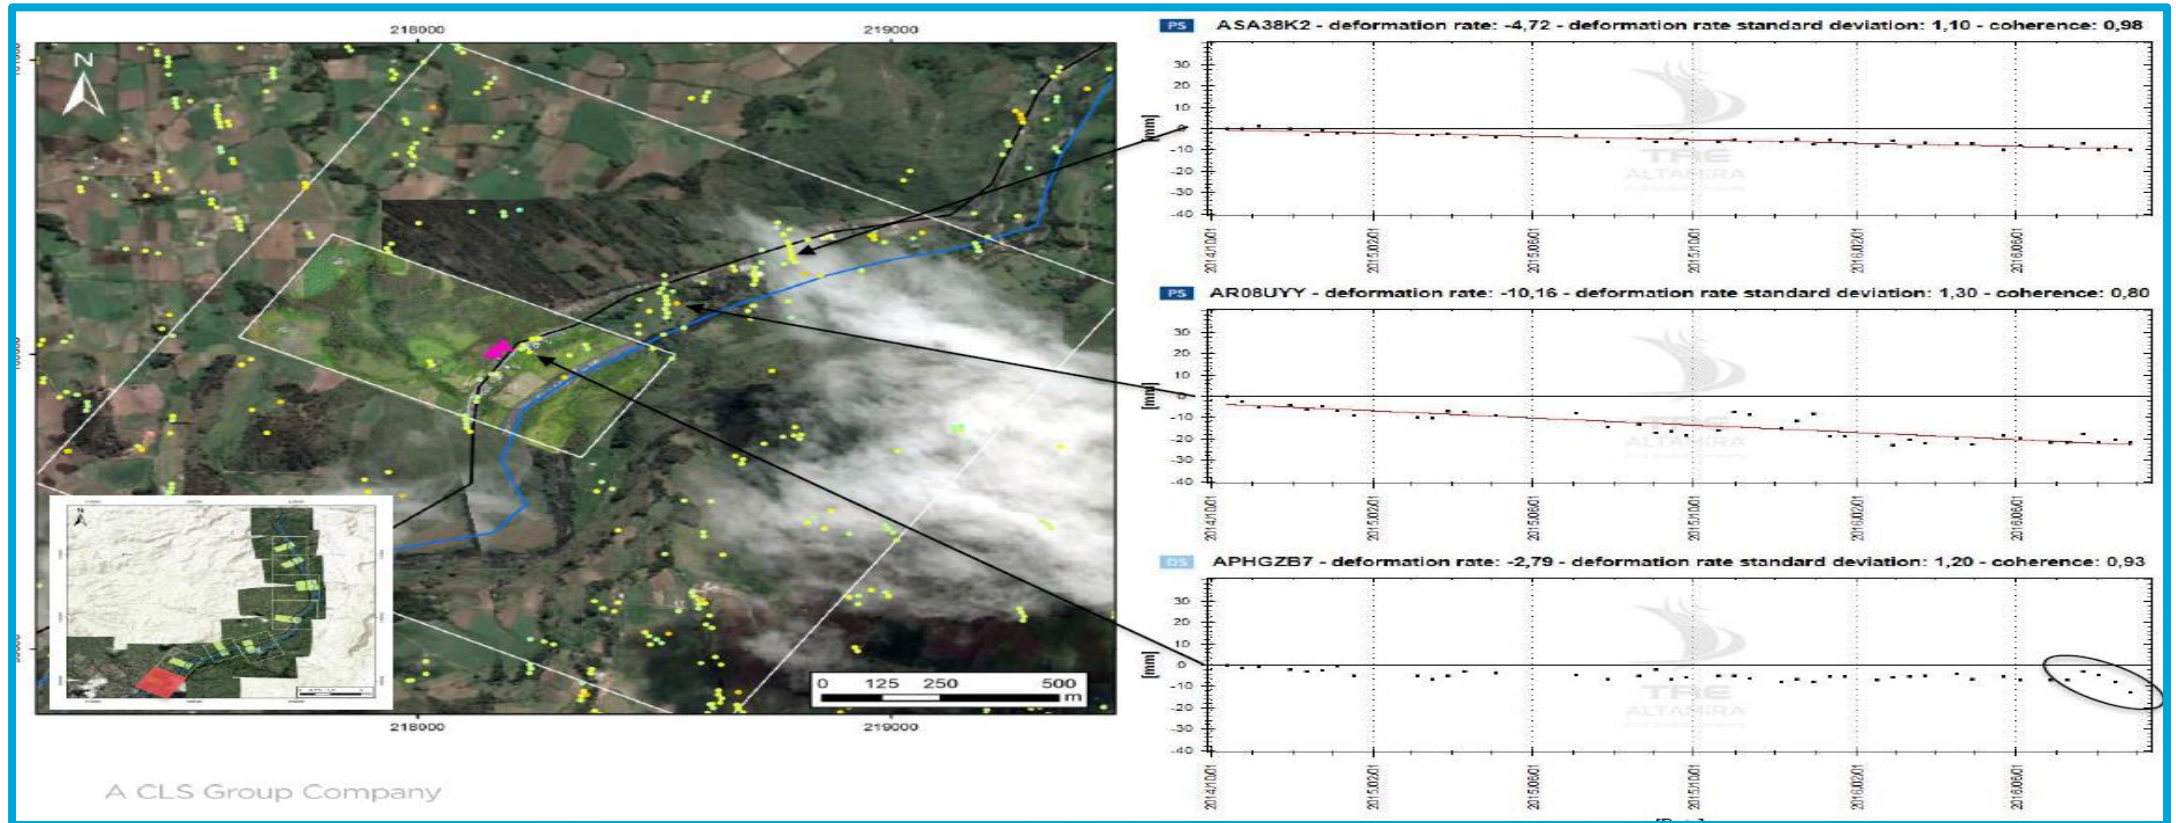 218000 219000
N
218000 219000
0 125 250 500
m
N
A CLS Group Company
PS ASA38K2 - deformation rate: -4,72 - deformation rate standard deviation: 1,10 - coherence: 0,98
[mm]
30
20
10
0
-10
-20
-30
-40
TRE
ALTAMIRA
2014/10/01 2015/02/01 2015/06/01 2015/10/01 2016/02/01 2016/06/01
PS AR08UYY - deformation rate: -10,16 - deformation rate standard deviation: 1,30 - coherence: 0,80
[mm]
30
20
10
0
-10
-20
-30
-40
TRE
ALTAMIRA
2014/10/01 2015/02/01 2015/06/01 2015/10/01 2016/02/01 2016/06/01
DS APHGZB7 - deformation rate: -2,79 - deformation rate standard deviation: 1,20 - coherence: 0,93
[mm]
30
20
10
0
-10
-20
-30
-40
TRE
ALTAMIRA
2014/10/01 2015/02/01 2015/06/01 2015/10/01 2016/02/01 2016/06/01